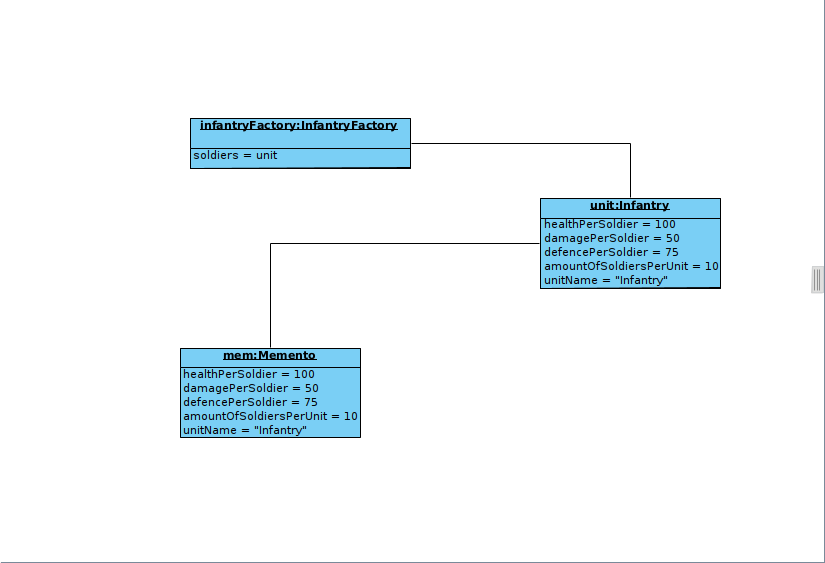 infantryFactory:InfantryFactory
soldiers = unit
unit:Infantry
healthPerSoldier = 100
damagePerSoldier = 50
defencePerSoldier = 75
amountOfSoldiersPerUnit = 10
unitName = "Infantry"
mem:Memento
healthPerSoldier = 100
damagePerSoldier = 50
defencePerSoldier = 75
amountOfSoldiersPerUnit = 10
unitName = "Infantry"